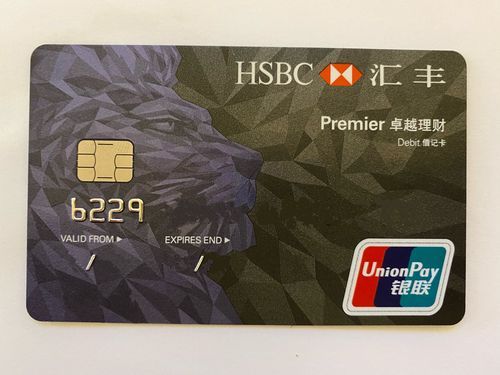 HSBC 汇丰
Premier 卓越理财
Debit 借记卡
6229
VALID FROM ▶ EXPIRES END ▶
/ /
UnionPay
银联